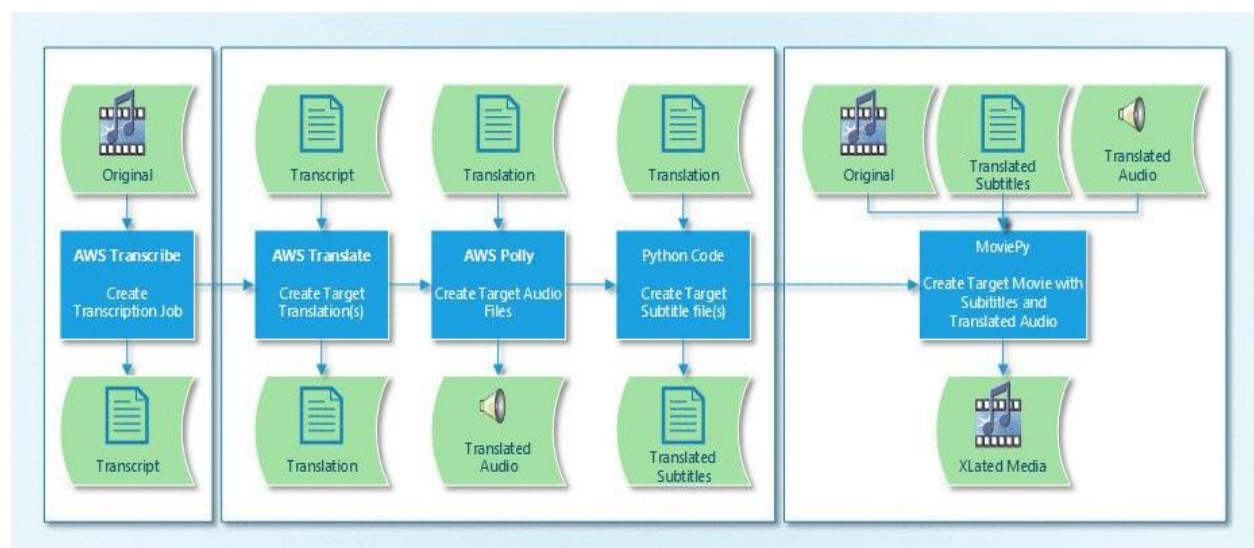 Original
Transcript
Translation
Translation
Original
Translated
Subtitles
Translated
Audio
AWS Transcribe
Create
Transcription Job
AWS Translate
Create Target
Translation(s)
AWS Polly
Create Target Audio
Files
Python Code
Create Target
Subtitle file(s)
MoviePy
Create Target Movie with
Subititles and
Translated Audio
Transcript
Translation
Translated
Audio
Translated
Subtitles
XLated Media